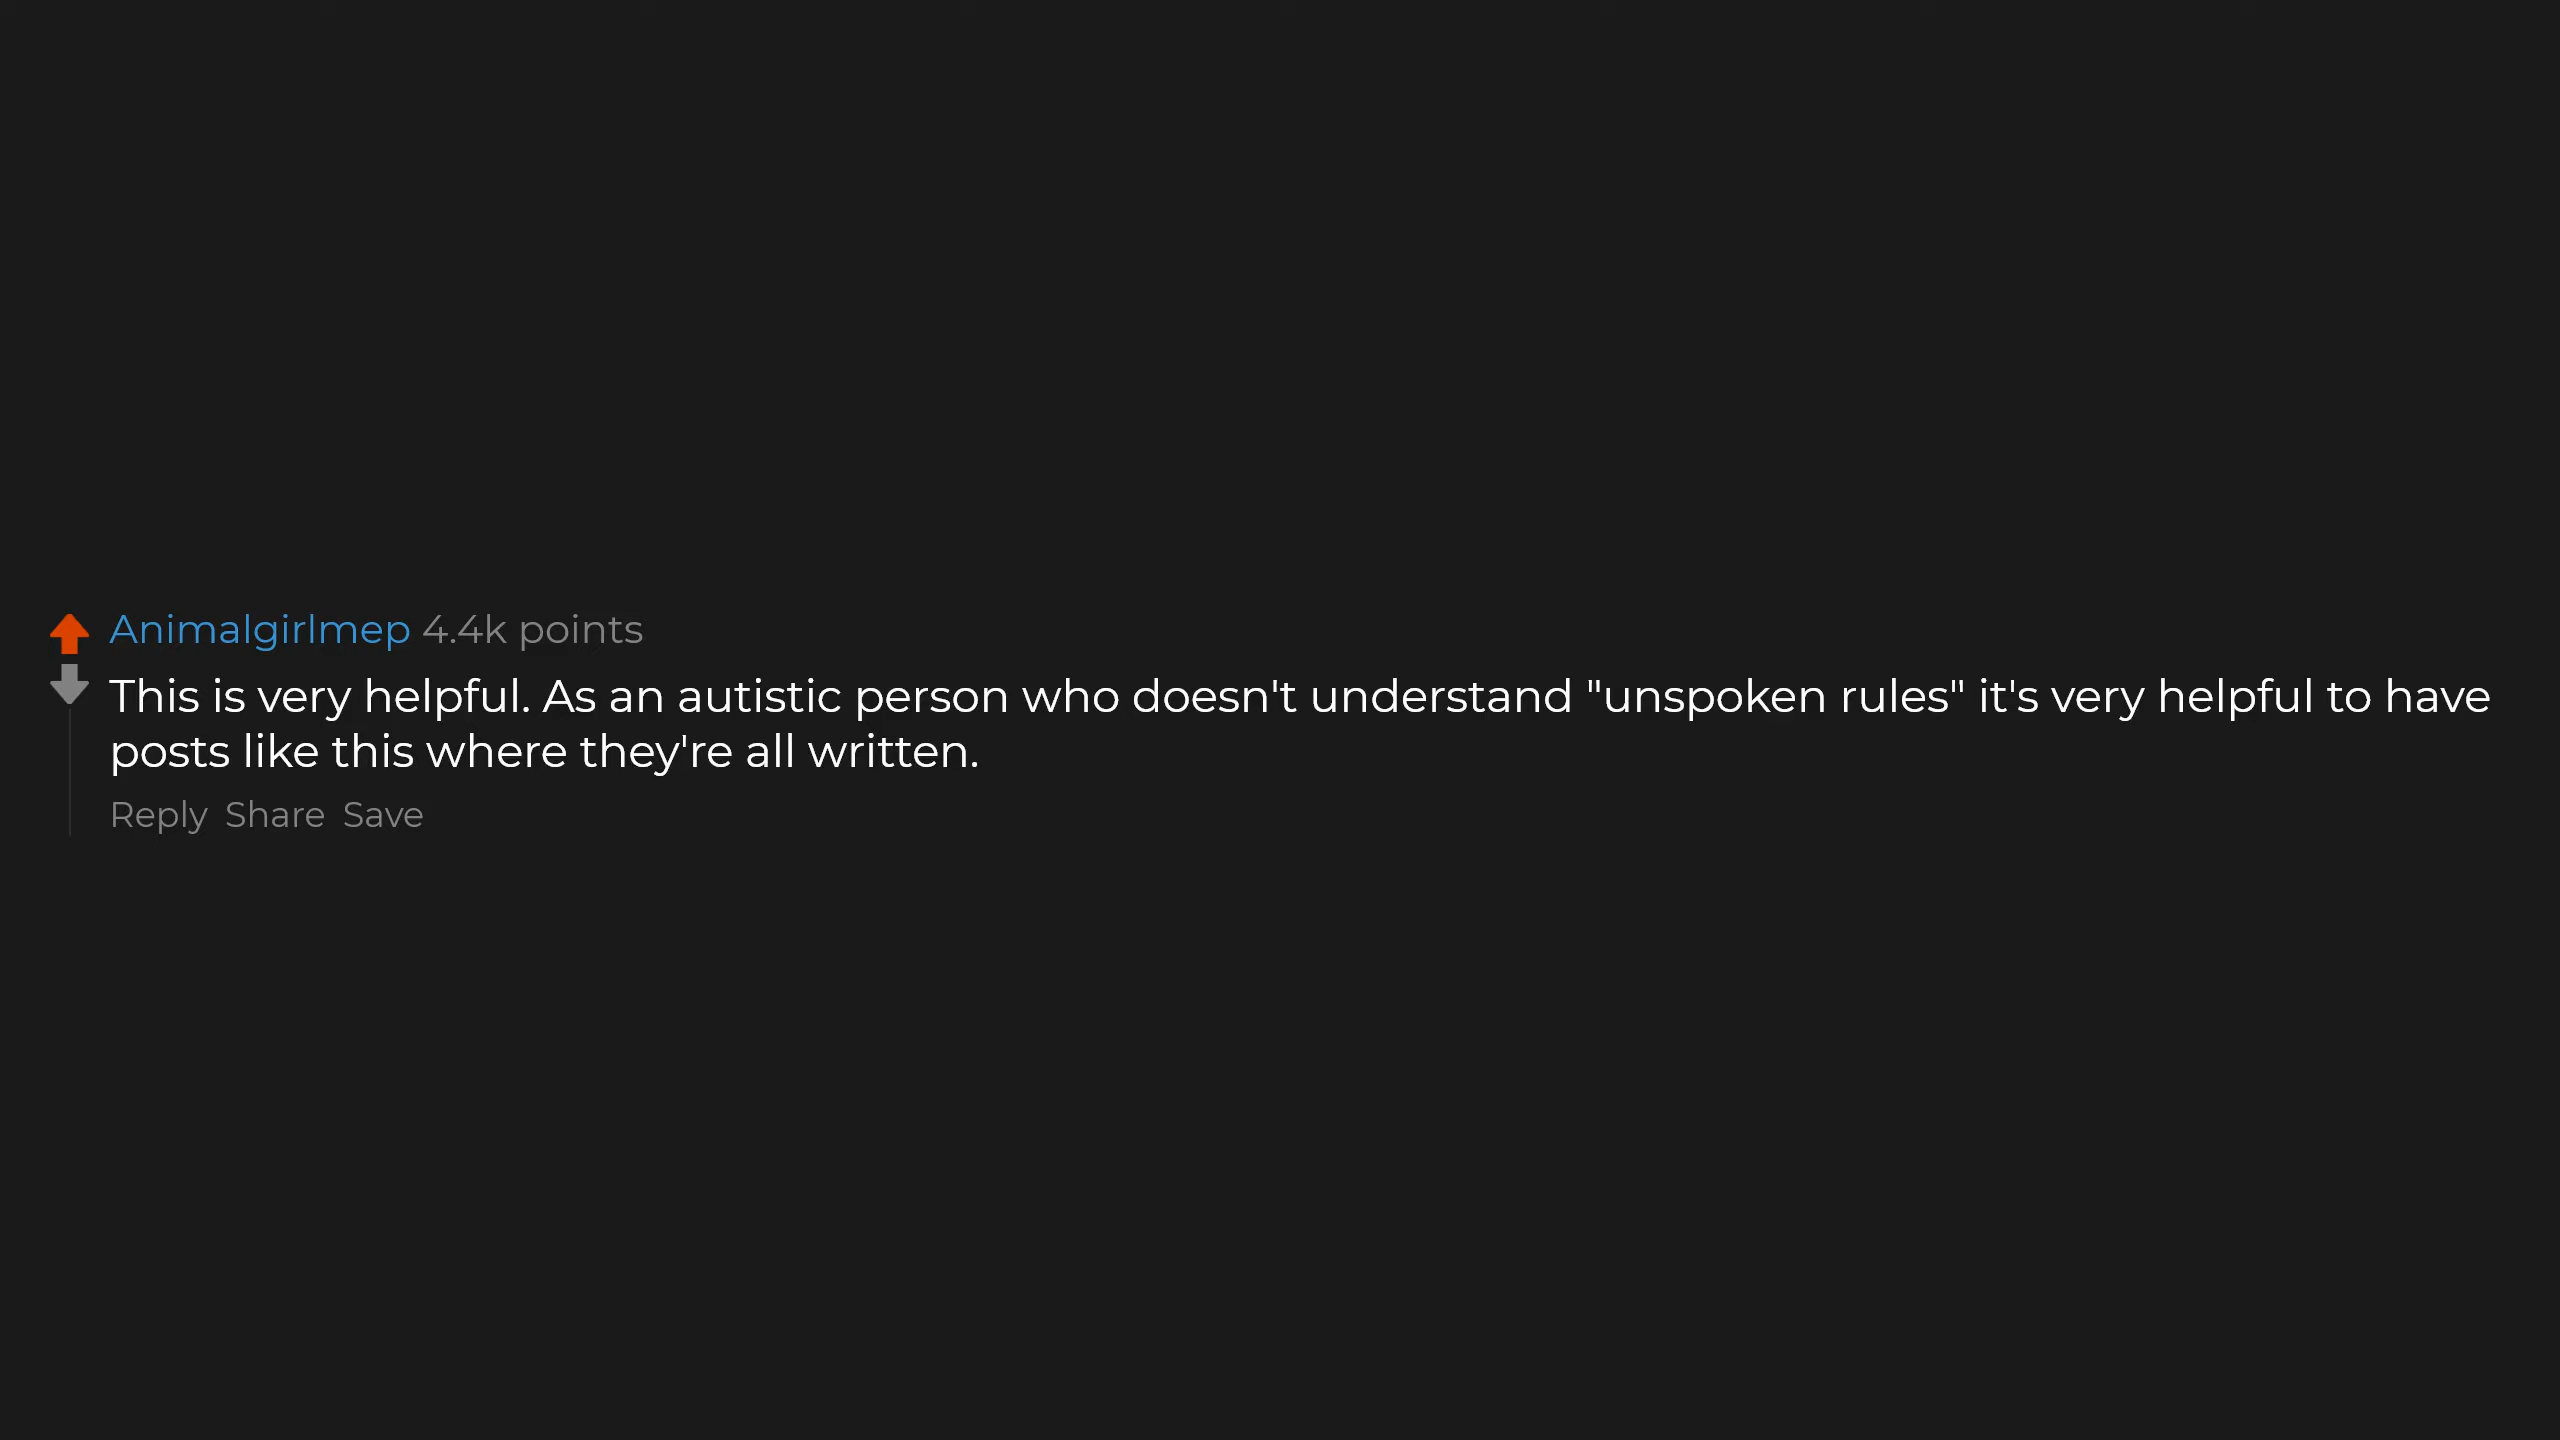 Animalgirlmep 4.4k points
This is very helpful. As an autistic person who doesn't understand "unspoken rules" it's very helpful to have
posts like this where they're all written.
Reply Share Save